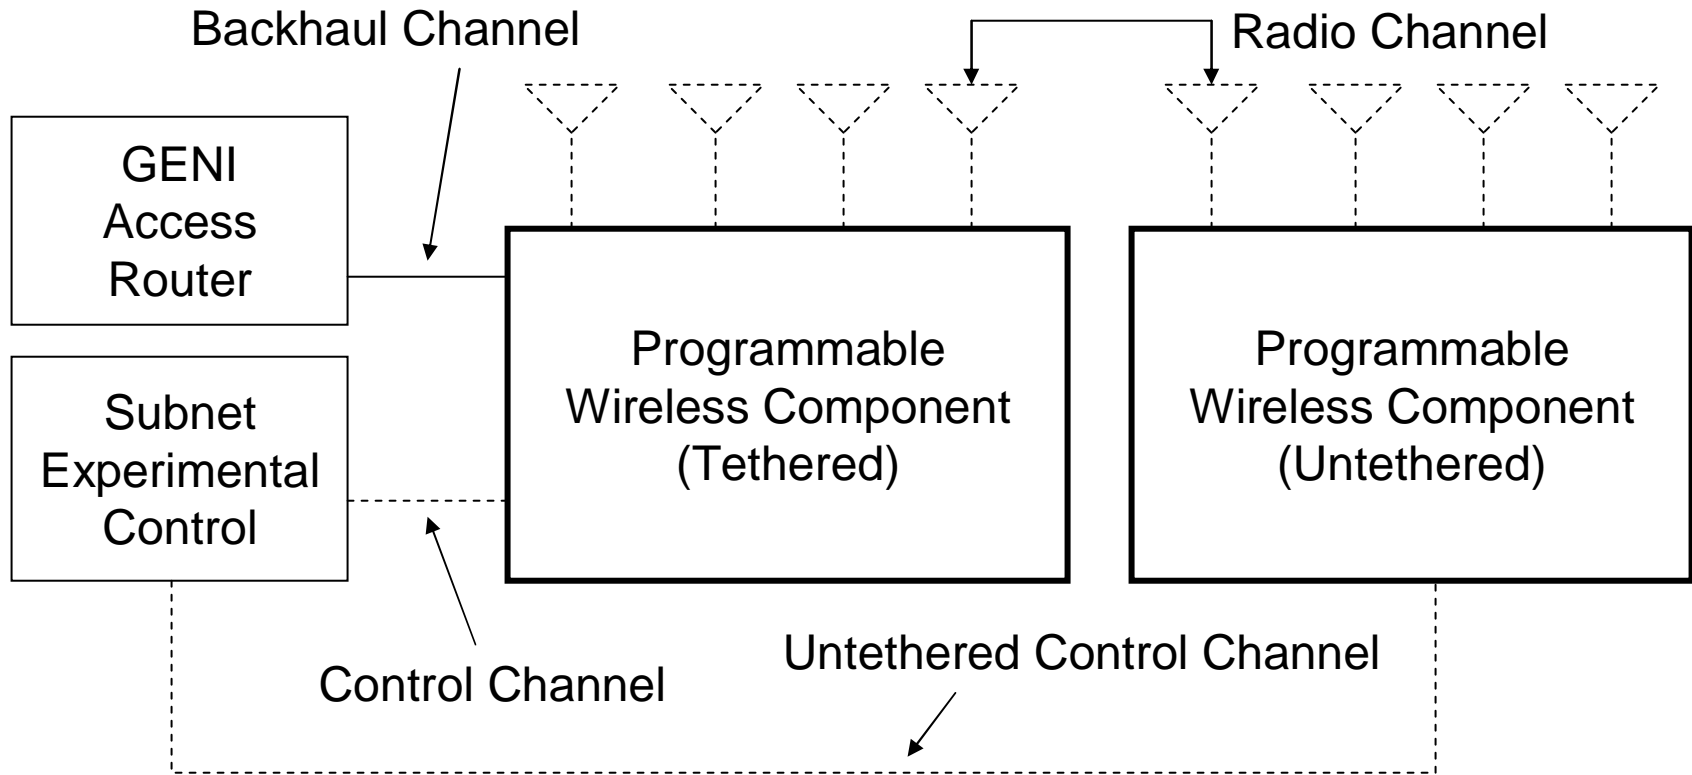 Backhaul Channel
Radio Channel
GENI
Access
Router
Programmable
Wireless Component
(Tethered)
Programmable
Wireless Component
(Untethered)
Subnet
Experimental
Control
Control Channel
Untethered Control Channel